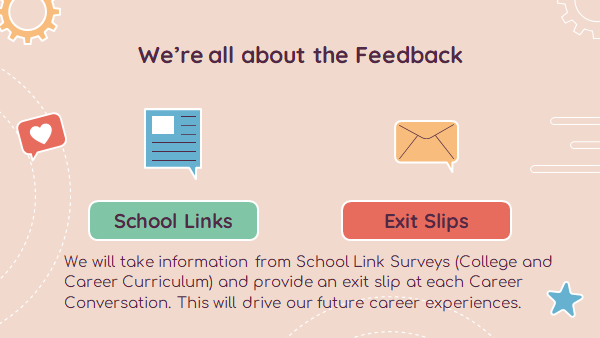 We're all about the Feedback
School Links
Exit Slips
We will take information from School Link Surveys (College and
Career Curriculum) and provide an exit slip at each Career
Conversation. This will drive our future career experiences.